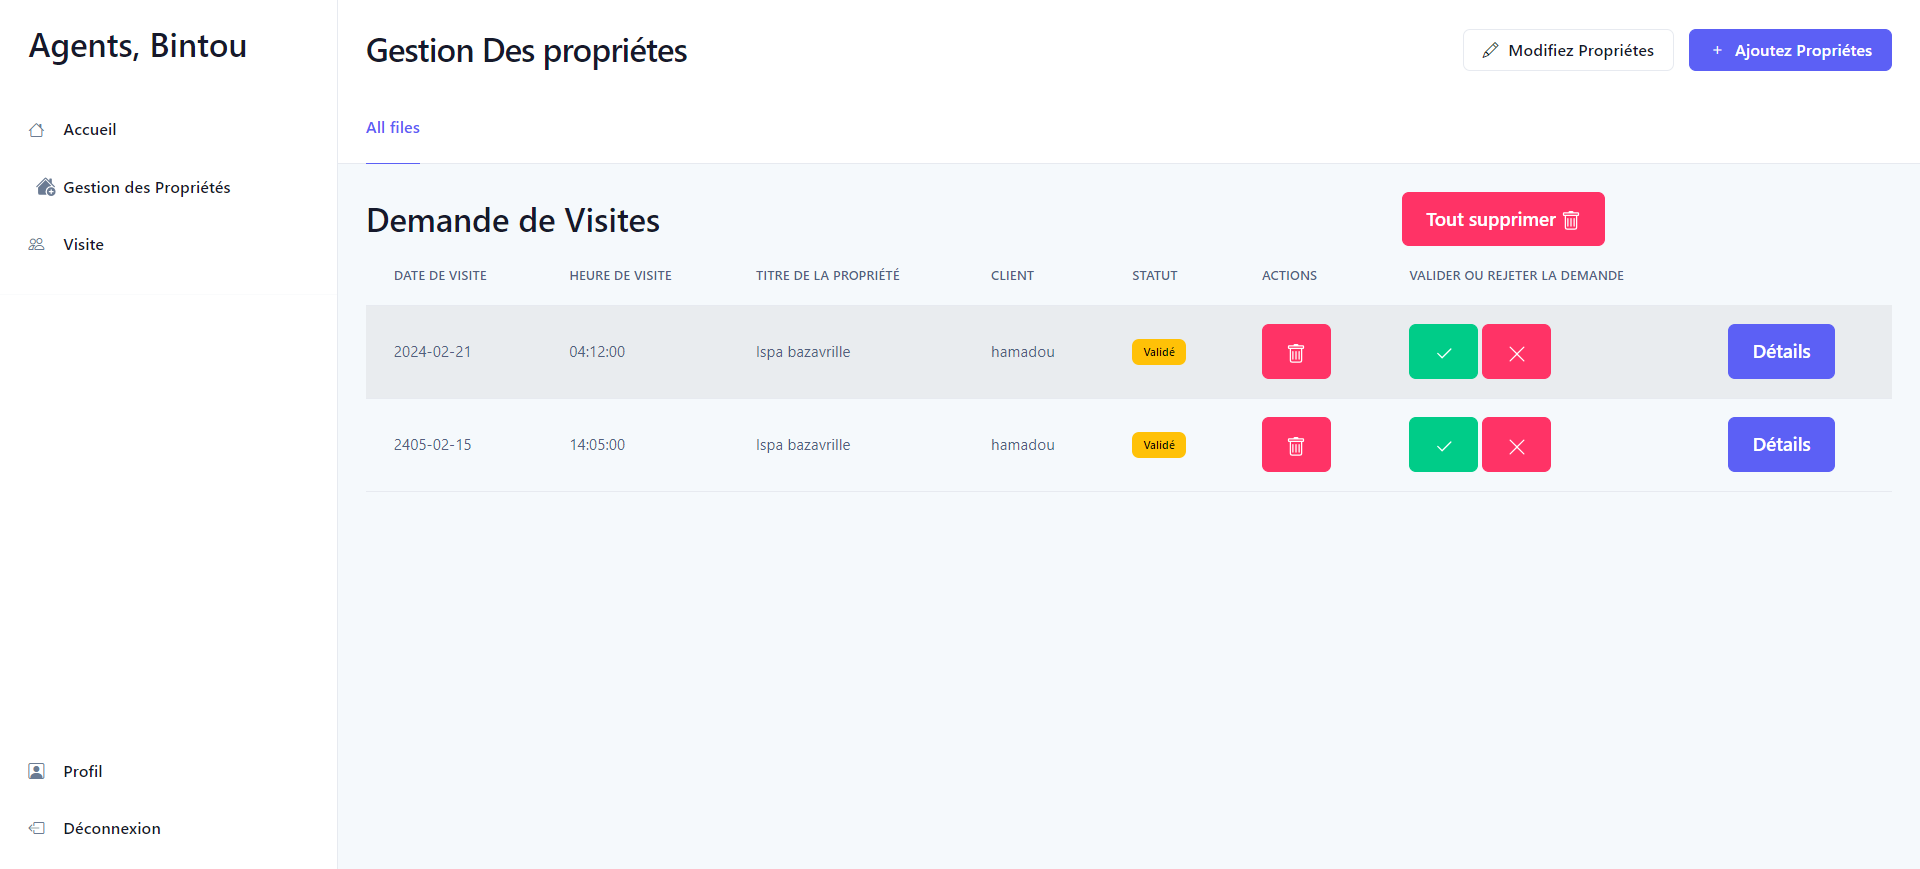 Agents, Bintou
Accueil
Gestion des Propriétés
Visite
Profil
Déconnexion
Gestion Des propriétes
Modifiez Propriétes
+ Ajoutez Propriétes
All files
Demande de Visites
Tout supprimer
DATE DE VISITE HEURE DE VISITE TITRE DE LA PROPRIÉTÉ CLIENT STATUT ACTIONS VALIDER OU REJETER LA DEMANDE
2024-02-21 04:12:00 Ispa bazavrille hamadou Validé Détails
2405-02-15 14:05:00 Ispa bazavrille hamadou Validé Détails